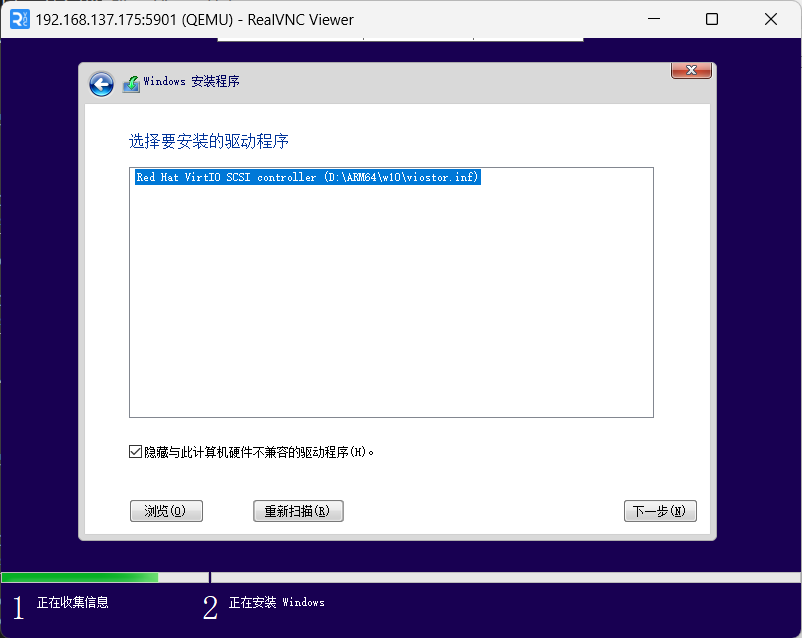 192.168.137.175:5901 (QEMU) - RealVNC Viewer
Windows 安装程序
选择要安装的驱动程序
Red Hat VirtIO SCSI controller (D:\ARM64\w10\viostor.inf)
隐藏与此计算机硬件不兼容的驱动程序(H)。
浏览(O)
重新扫描(R)
下一步(N)
1 正在收集信息
2 正在安装 Windows